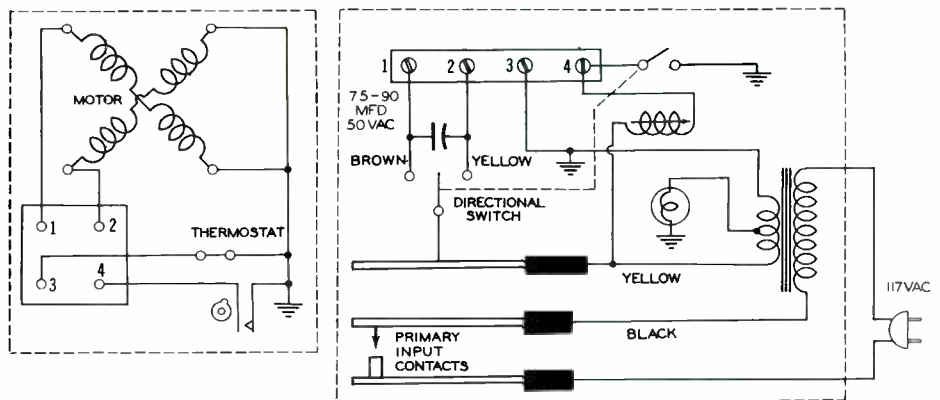 MOTOR
1
2
THERMOSTAT
3
4
1
2
3
4
75-90
MFD
50VAC
BROWN
YELLOW
DIRECTIONAL
SWITCH
YELLOW
BLACK
117VAC
PRIMARY
INPUT
CONTACTS